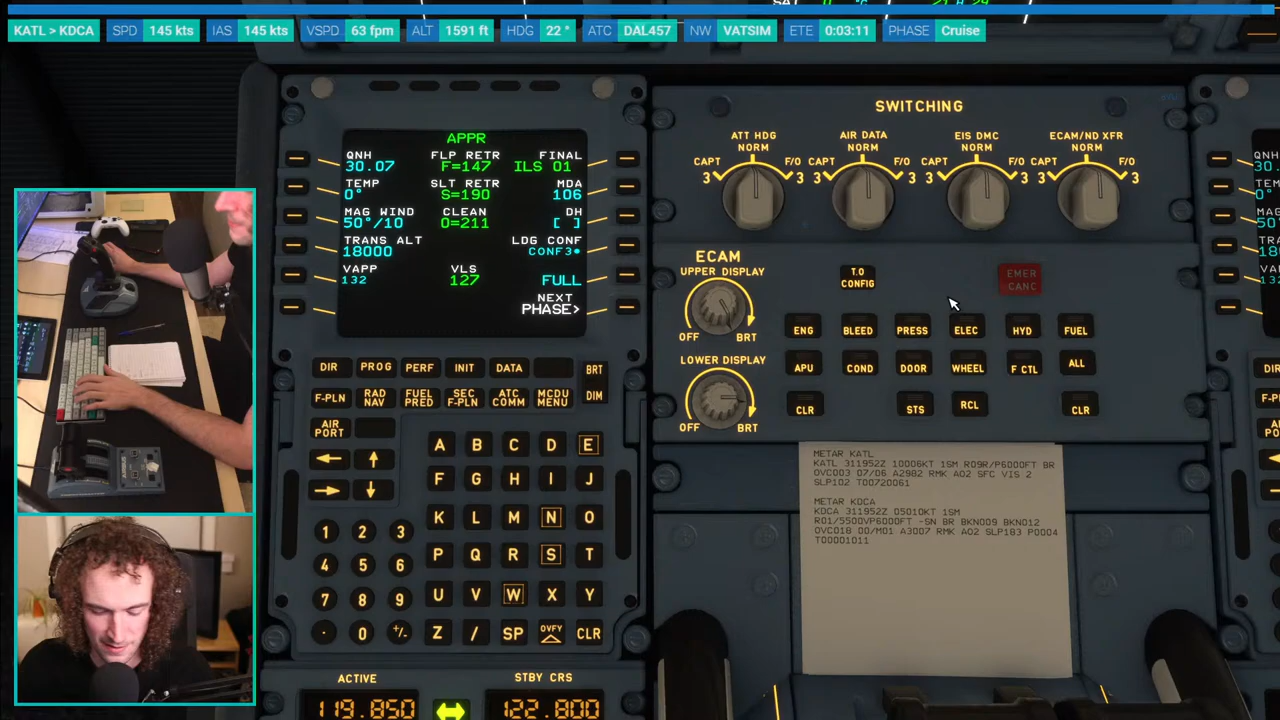 KATL > KDCA SPD 145 kts IAS 145 kts VSPD 63 fpm ALT 1591 ft HDG 22 ° ATC DAL457 NW VATSIM ETE 0:03:11 PHASE Cruise
APPR
QNH FLP RETR FINAL
30.07 F=147 ILS 01
TEMP SLT RETR MDA
0° S=190 106
MAG WIND CLEAN DH
50°/10 O=211 [ ]
TRANS ALT LDG CONF
18000 CONF3
VAPP VLS
132 127 FULL
NEXT
PHASE>
DIR PROG PERF INIT DATA BRT
F-PLN RAD NAV FUEL PRED SEC F-PLN ATC COMM MCDU MENU DIM
AIR PORT
A B C D E
F G H I J
K L M N O
P Q R S T
U V W X Y
Z / SP OVFY CLR
1 2 3
4 5 6
7 8 9
. 0 +/-
ACTIVE STBY CRS
119.850 122.800
SWITCHING
ATT HDG AIR DATA EIS DMC ECAM/ND XFR
NORM NORM NORM NORM
CAPT F/O CAPT F/O CAPT F/O CAPT F/O
3 3 3 3 3 3 3 3
ECAM
UPPER DISPLAY
OFF BRT
LOWER DISPLAY
OFF BRT
T.O CONFIG
EMER CANC
ENG BLEED PRESS ELEC HYD FUEL
APU COND DOOR WHEEL F CTL ALL
CLR STS RCL CLR
METAR KATL
KATL 311952Z 10006KT 1SM R09R/P6000FT BR
OVC003 07/06 A2982 RMK AO2 SFC VIS 2
SLP102 T00720061
METAR KDCA
KDCA 311952Z 05010KT 1SM
R01/5500VP6000FT -SN BR BKN009 BKN012
OVC018 00/M01 A3007 RMK AO2 SLP183 P0004
T00001011